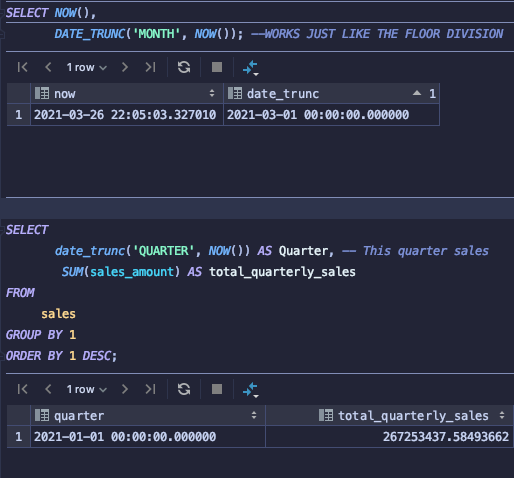 SELECT NOW(),
DATE_TRUNC('MONTH', NOW()); --WORKS JUST LIKE THE FLOOR DIVISION
1 row
now date_trunc 1
1 2021-03-26 22:05:03.327010 2021-03-01 00:00:00.000000
SELECT
date_trunc('QUARTER', NOW()) AS Quarter, -- This quarter sales
SUM(sales_amount) AS total_quarterly_sales
FROM
sales
GROUP BY 1
ORDER BY 1 DESC;
1 row
quarter total_quarterly_sales
1 2021-01-01 00:00:00.000000 267253437.58493662